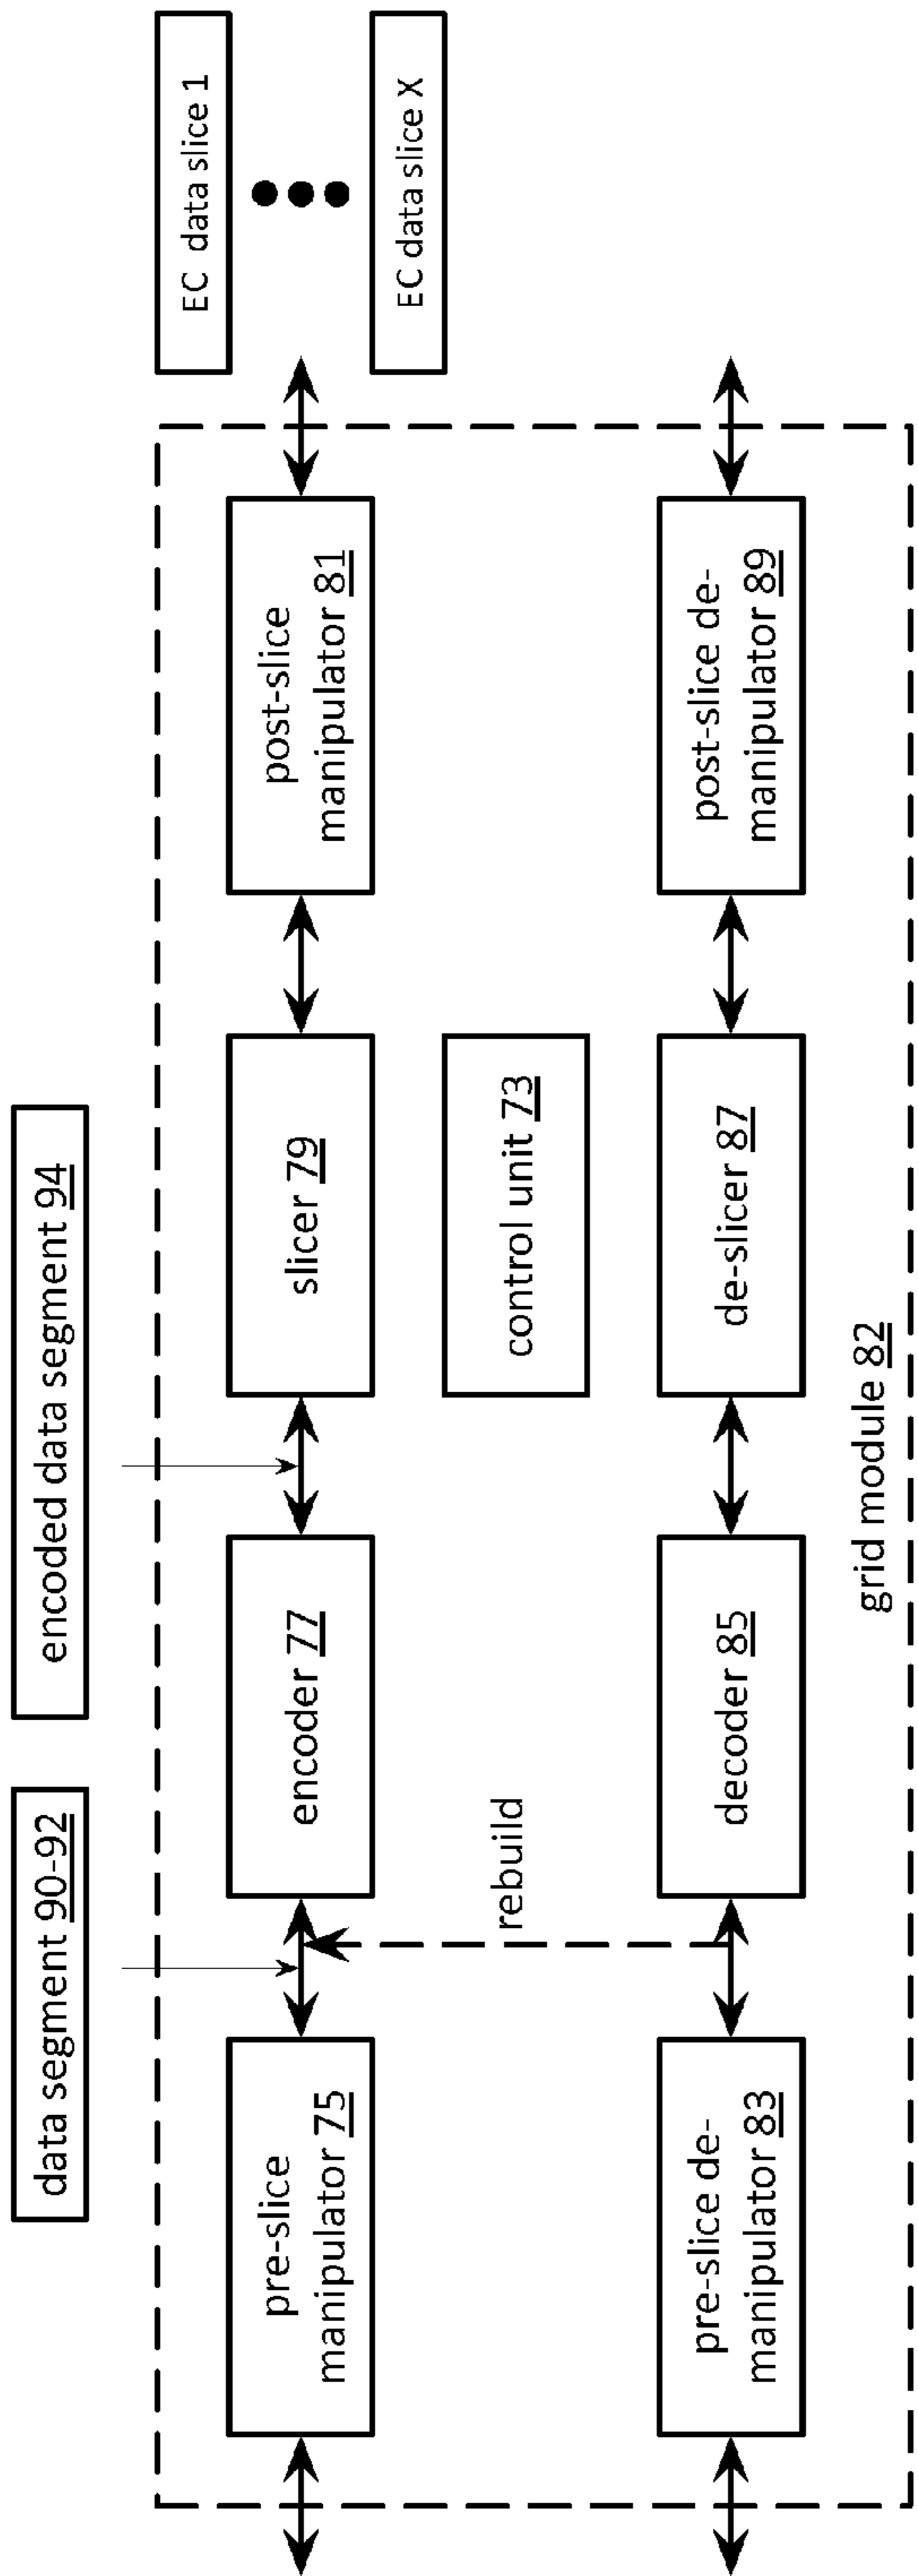 data segment 90-92
encoded data segment 94
EC data slice 1
EC data slice X
pre-slice
manipulator 75
encoder 77
slicer 79
post-slice
manipulator 81
rebuild
control unit 73
pre-slice de-
manipulator 83
decoder 85
de-slicer 87
post-slice de-
manipulator 89
grid module 82